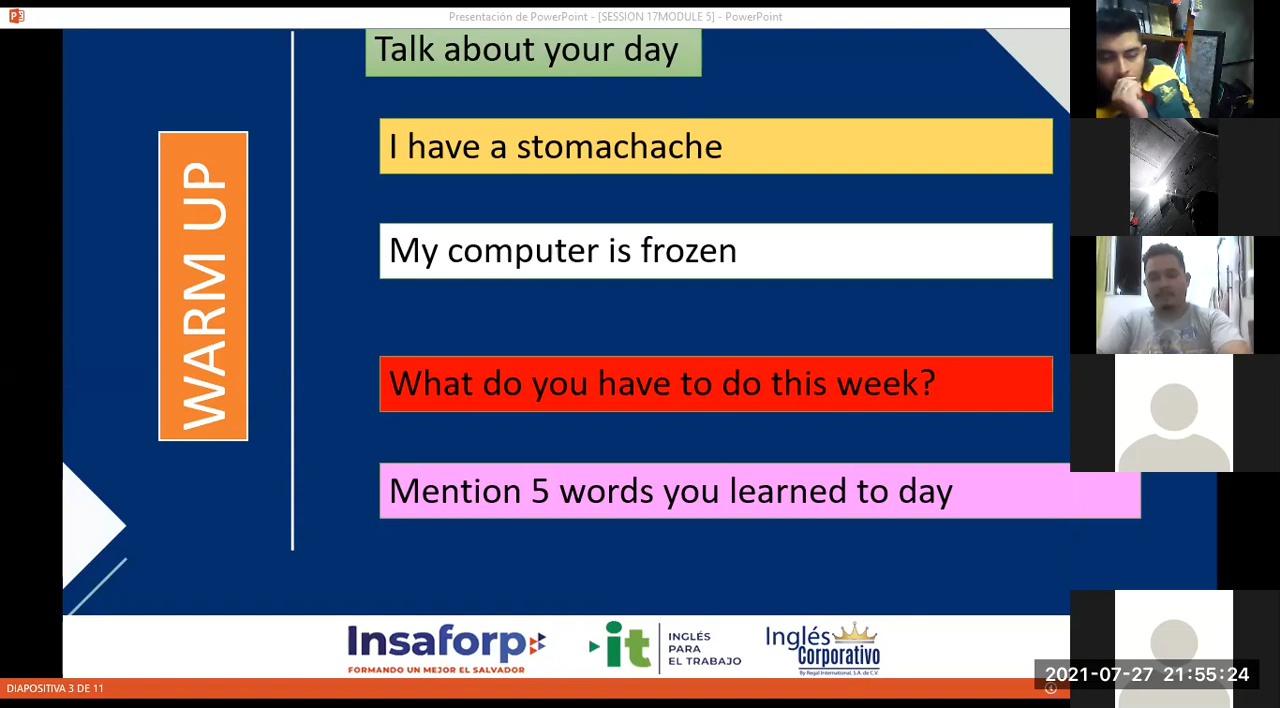 Presentación de PowerPoint - [SESSION 17MODULE 5] - PowerPoint
Talk about your day
I have a stomachache
My computer is frozen
WARM UP
What do you have to do this week?
Mention 5 words you learned to day
Insaforp
FORMANDO UN MEJOR EL SALVADOR
it
INGLÉS
PARA
EL TRABAJO
Inglés
Corporativo
By Regal International, S.A. de C.V.
2021-07-27 21:55:24
DIAPOSITIVA 3 DE 11